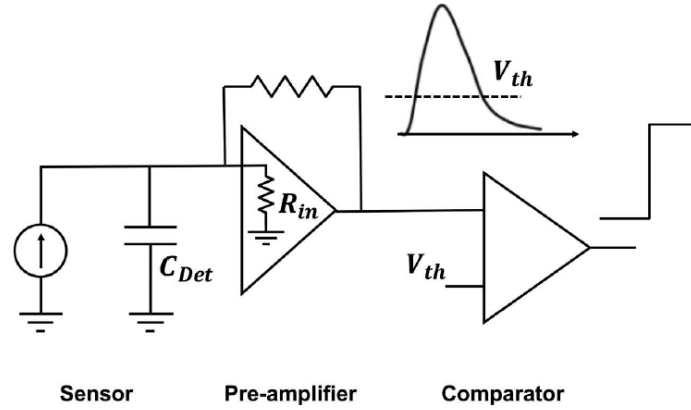 V_th
R_in
C_Det
V_th
Sensor Pre-amplifier Comparator